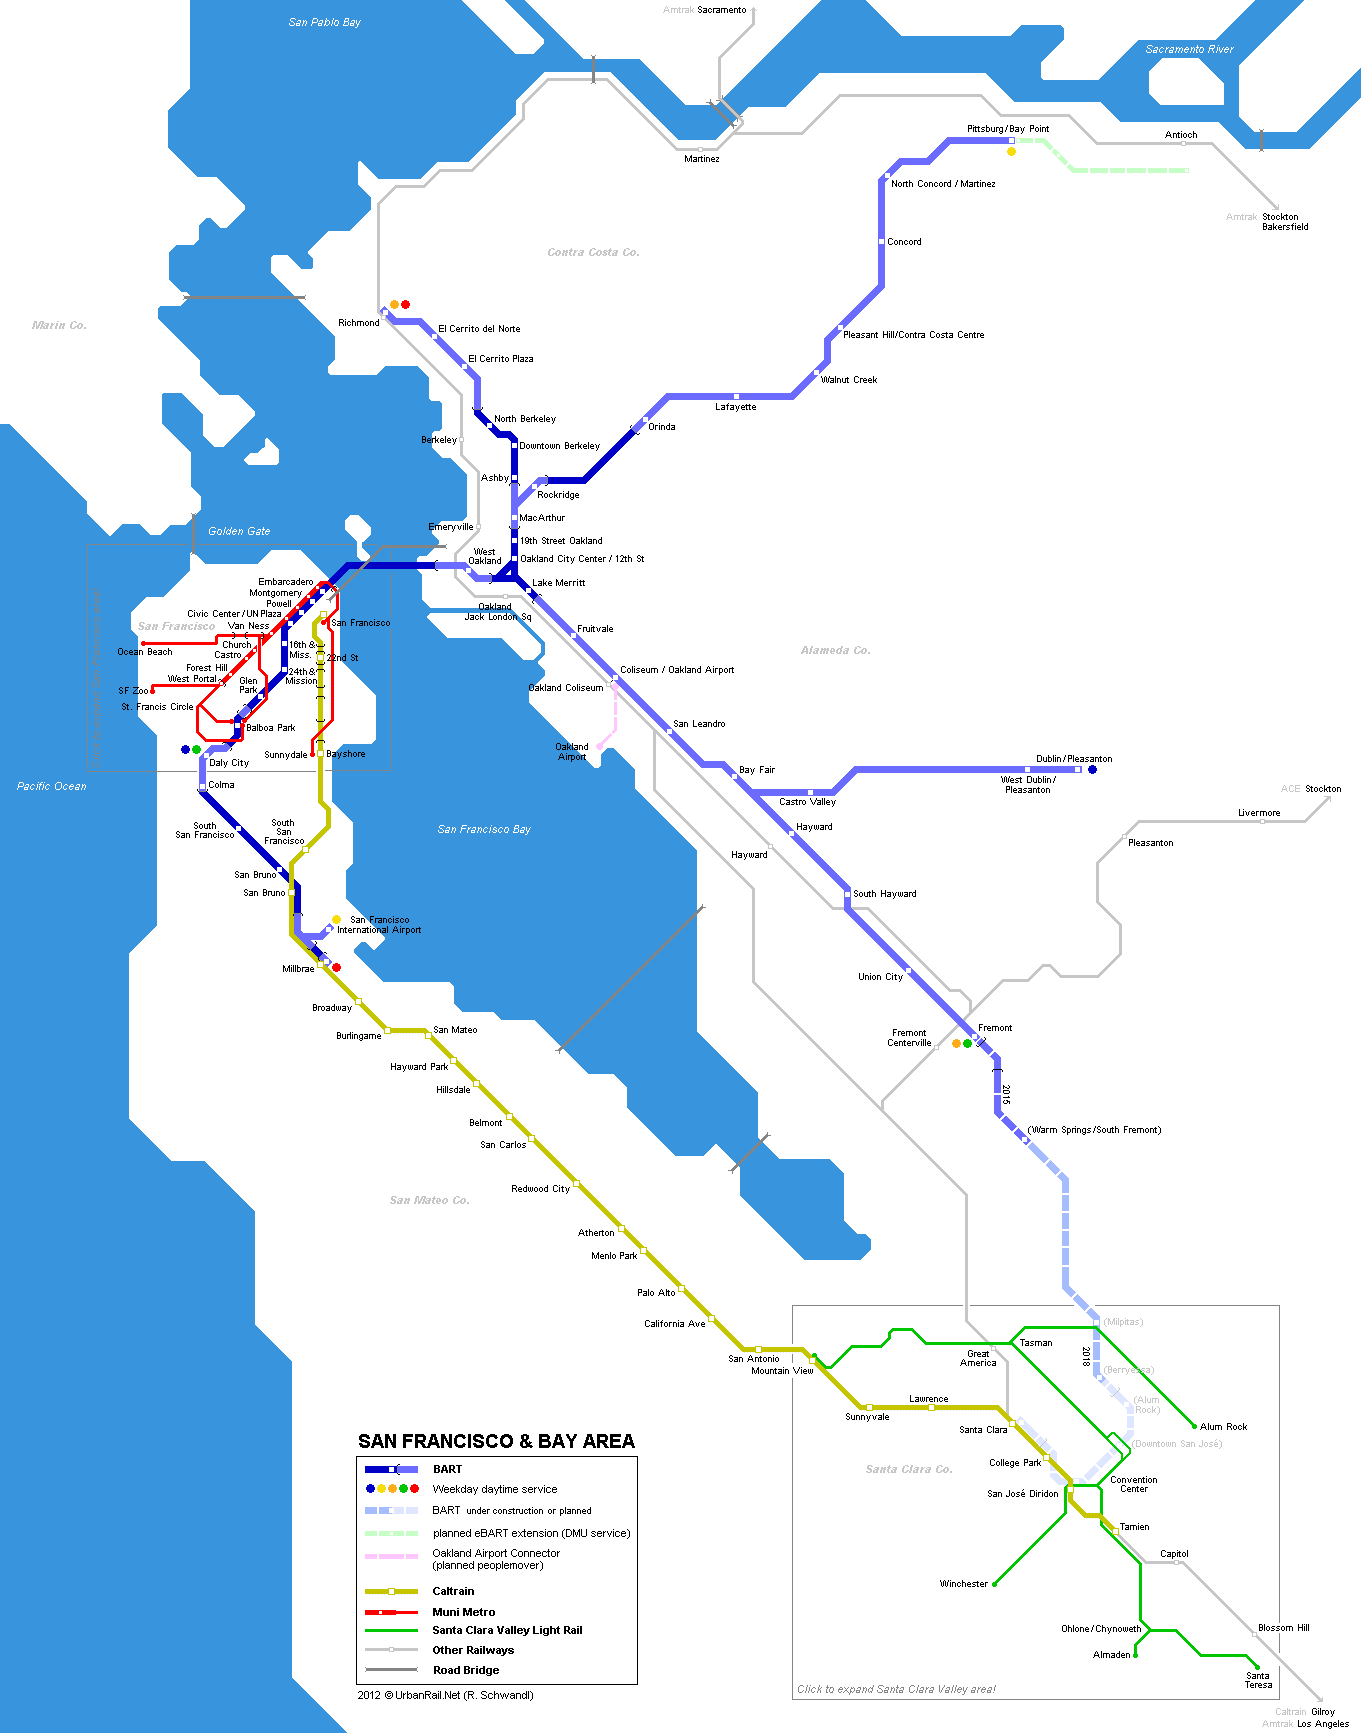 San Pablo Bay
Amtrak Sacramento
Sacramento River
Pittsburg/Bay Point
Antioch
Martinez
North Concord / Martinez
Amtrak Stockton
Bakersfield
Concord
Contra Costa Co.
Marin Co.
Richmond
El Cerrito del Norte
Pleasant Hill/Contra Costa Centre
El Cerrito Plaza
Walnut Creek
Lafayette
North Berkeley
Orinda
Berkeley
Downtown Berkeley
Ashby
Rockridge
MacArthur
Emeryville
Golden Gate
19th Street Oakland
West
Oakland
Oakland City Center / 12th St
Embarcadero
Montgomery
Powell
Lake Merritt
Civic Center/UN Plaza
Oakland
Jack London Sq
San Francisco
Van Ness
San Francisco
Fruitvale
Church
Castro
16th &
Miss.
Ocean Beach
22nd St
Alameda Co.
Forest Hill
West Portal
24th &
Mission
Glen
Park
Coliseum / Oakland Airport
Oakland Coliseum
SF Zoo
St. Francis Circle
Balboa Park
San Leandro
Sunnydale
Bayshore
Oakland
Airport
Daly City
Bay Fair
Dublin/Pleasanton
West Dublin/
Pleasanton
Pacific Ocean
Colma
Castro Valley
ACE Stockton
South
San Francisco
South
San
Francisco
San Francisco Bay
Hayward
Livermore
Pleasanton
Hayward
San Bruno
San Bruno
South Hayward
San Francisco
International Airport
Millbrae
Union City
Broadway
Burlingame
San Mateo
Fremont
Fremont
Centerville
Hayward Park
Hillsdale
2015
Belmont
San Carlos
(Warm Springs/South Fremont)
San Mateo Co.
Redwood City
Atherton
Menlo Park
Palo Alto
California Ave
(Milpitas)
Tasman
San Antonio
Mountain View
Great
America
2018
(Berryessa)
(Alum
Rock)
Lawrence
Sunnyvale
Santa Clara
Alum Rock
(Downtown San José)
SAN FRANCISCO & BAY AREA
College Park
Santa Clara Co.
BART
Weekday daytime service
Convention
Center
San José Diridon
BART under construction or planned
Tamien
planned eBART extension (DMU service)
Oakland Airport Connector
(planned peoplemover)
Capitol
Winchester
Caltrain
Muni Metro
Santa Clara Valley Light Rail
Ohlone/Chynoweth
Blossom Hill
Other Railways
Almaden
Road Bridge
Santa
Teresa
Click to expand Santa Clara Valley area!
2012 © UrbanRail.Net (R. Schwandl)
Caltrain Gilroy
Amtrak Los Angeles